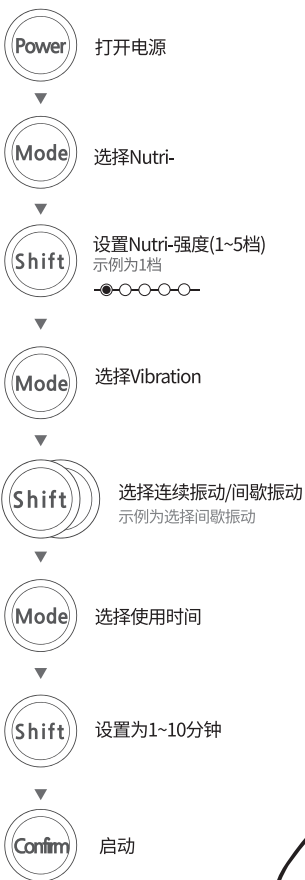 Power
打开电源
Mode
选择Nutri-
Shift
设置Nutri-强度(1~5档)
示例为1档
Mode
选择Vibration
Shift
选择连续振动/间歇振动
示例为选择间歇振动
Mode
选择使用时间
Shift
设置为1~10分钟
Confirm
启动